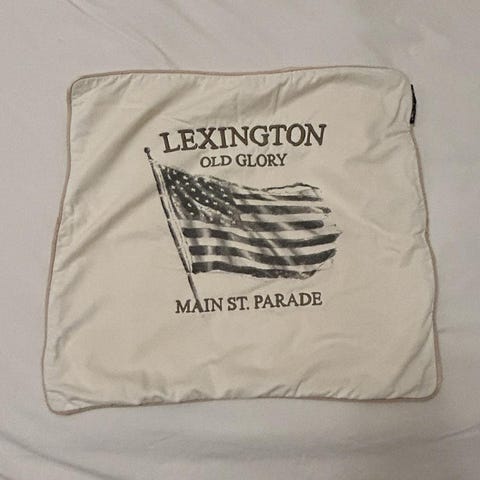 LEXINGTON
OLD GLORY
MAIN ST. PARADE